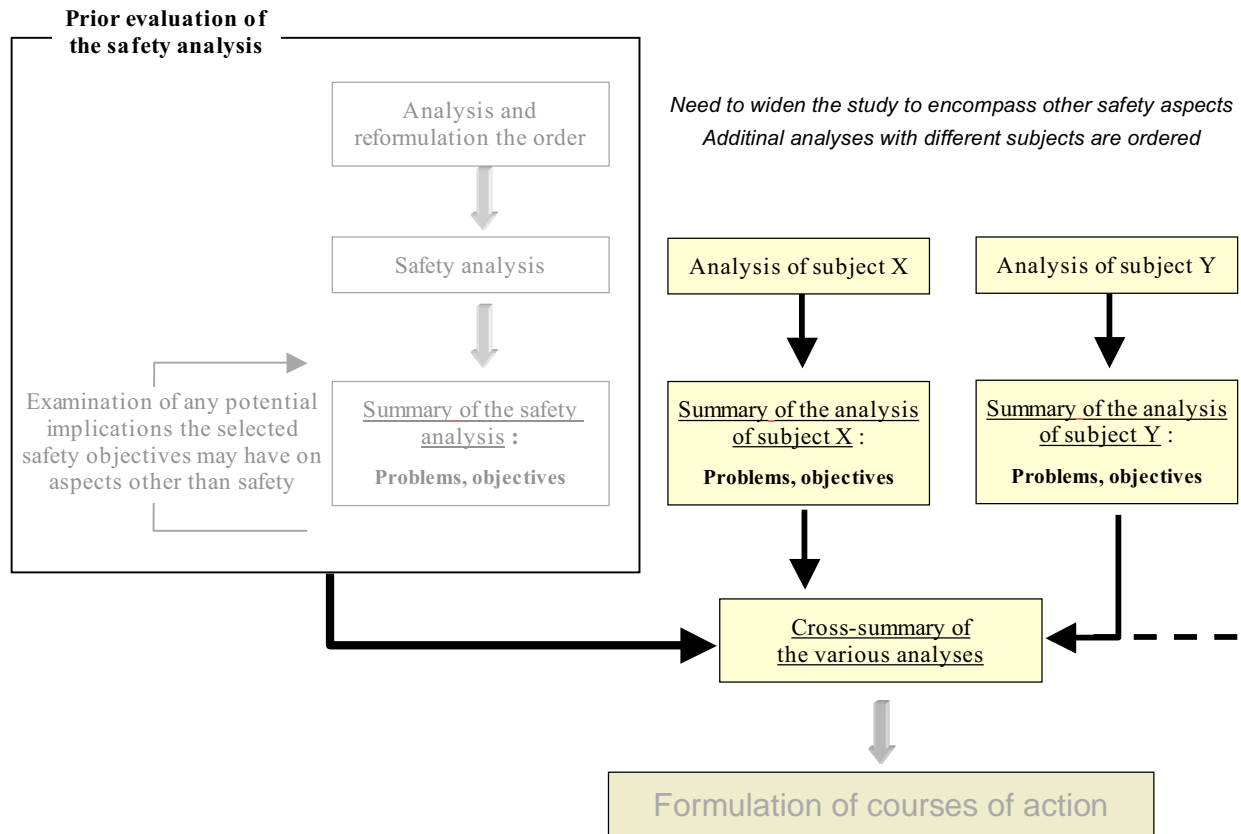 Prior evaluation of
the safety analysis
Analysis and
reformulation the order
Safety analysis
Examination of any potential
implications the selected
safety objectives may have on
aspects other than safety
Summary of the safety
analysis :
Problems, objectives
Need to widen the study to encompass other safety aspects
Additinal analyses with different subjects are ordered
Analysis of subject X
Analysis of subject Y
Summary of the analysis
of subject X :
Problems, objectives
Summary of the analysis
of subject Y :
Problems, objectives
Cross-summary of
the various analyses
Formulation of courses of action